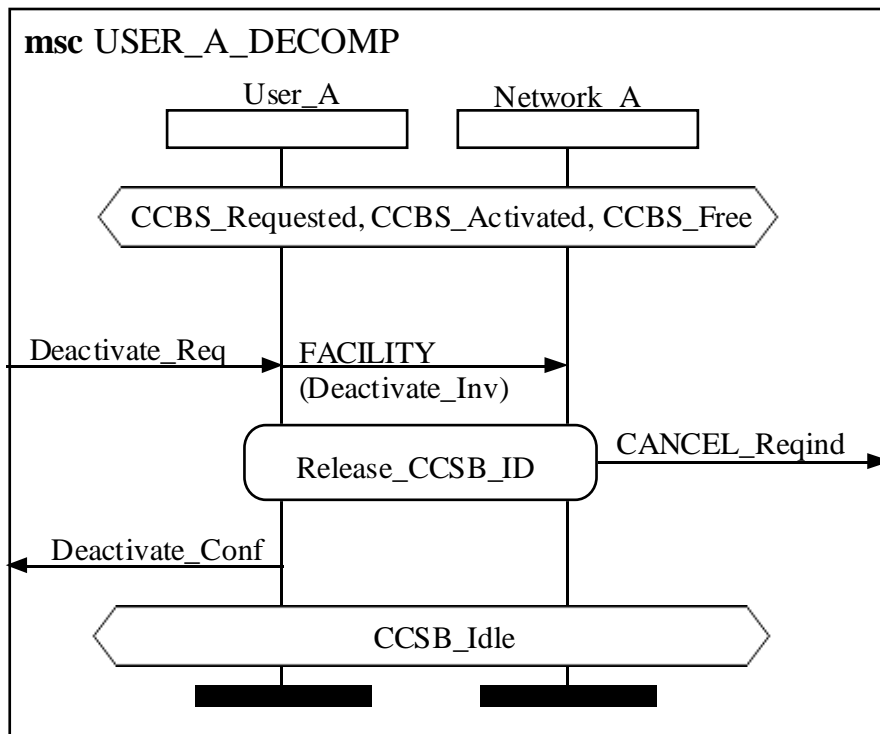 msc USER_A_DECOMP
User_A
Network_A
CCBS_Requested, CCBS_Activated, CCBS_Free
Deactivate_Req
FACILITY
(Deactivate_Inv)
CANCEL_Reqind
Release_CCSB_ID
Deactivate_Conf
CCSB_Idle